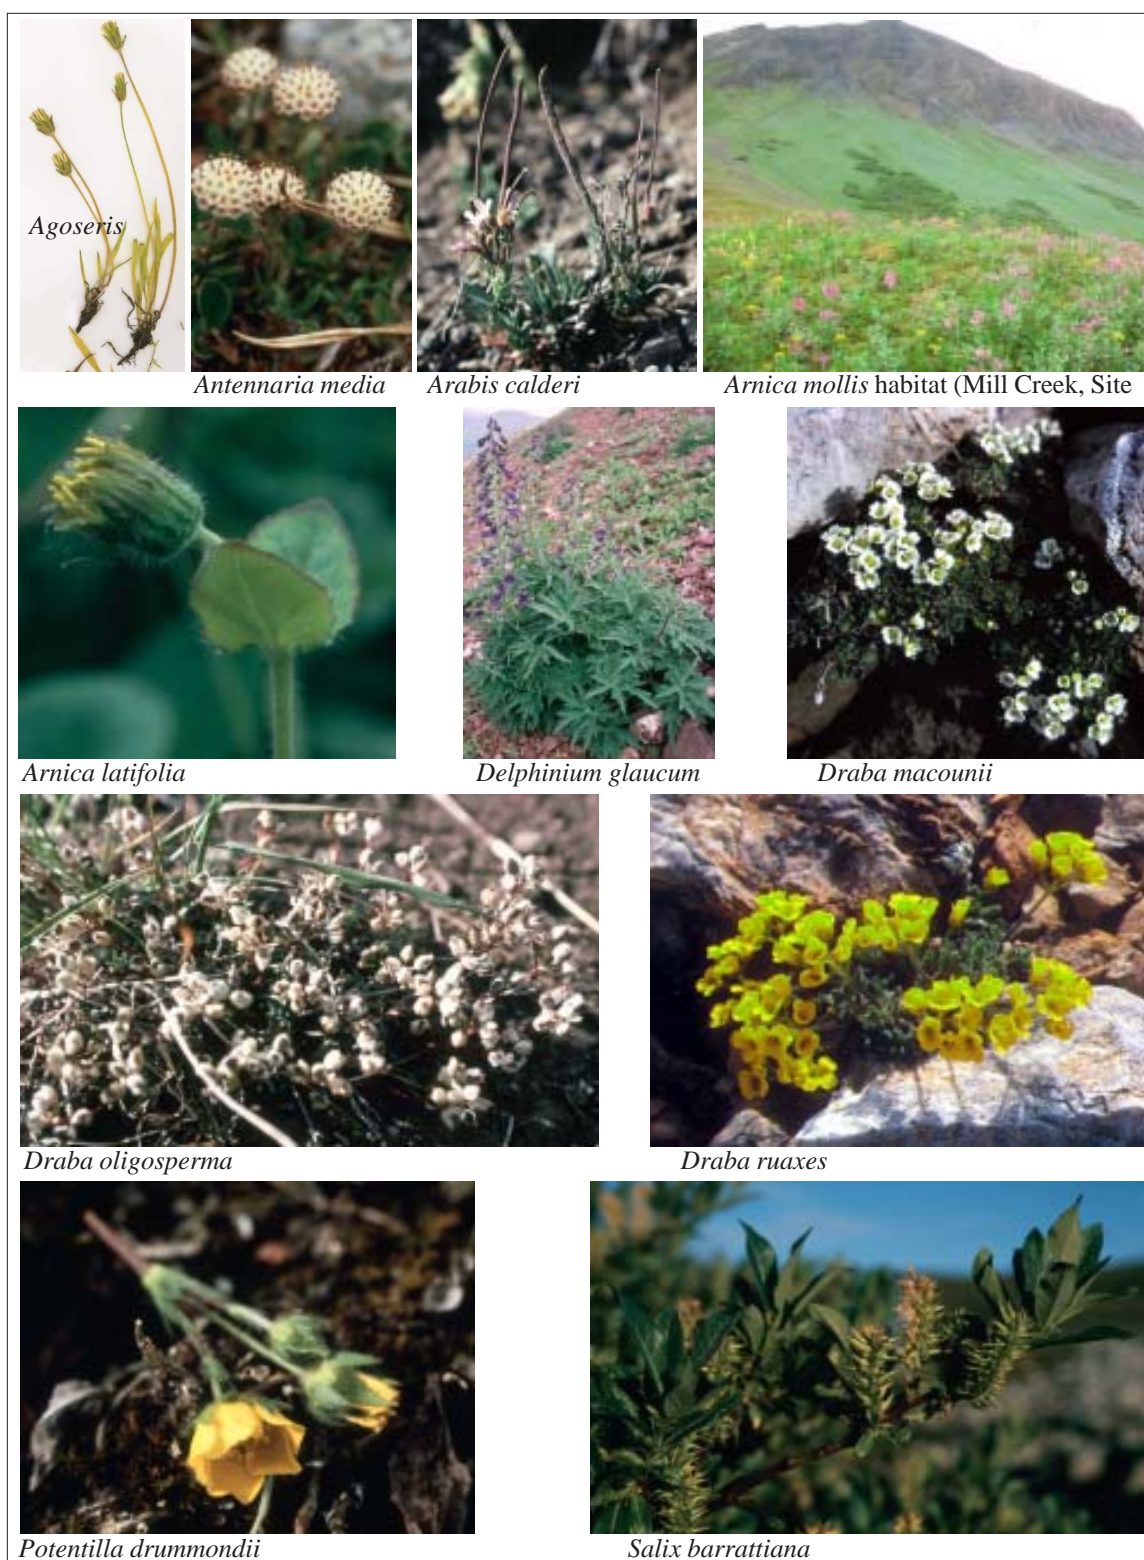 Agoseris
Antennaria media
Arabis calderi
Arnica mollis habitat (Mill Creek, Site
Arnica latifolia
Delphinium glaucum
Draba macounii
Draba oligosperma
Draba ruaxes
Potentilla drummondii
Salix barrattiana